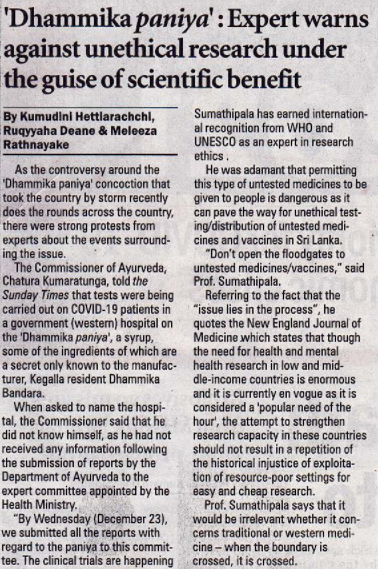 'Dhammika paniya' : Expert warns
against unethical research under
the guise of scientific benefit
By Kumudini Hettiarachchi,
Ruqyyaha Deane & Meleeza
Rathnayake
As the controversy around the
'Dhammika paniya' concoction that
took the country by storm recently
does the rounds across the country,
there were strong protests from
experts about the events surround-
ing the issue.
The Commissioner of Ayurveda,
Chatura Kumaratunga, told the
Sunday Times that tests were being
carried out on COVID-19 patients in
a government (western) hospital on
the 'Dhammika paniya', a syrup,
some of the ingredients of which are
a secret only known to the manufac-
turer, Kegalla resident Dhammika
Bandara.
When asked to name the hospi-
tal, the Commissioner said that he
did not know himself, as he had not
received any information following
the submission of reports by the
Department of Ayurveda to the
expert committee appointed by the
Health Ministry.
"By Wednesday (December 23),
we submitted all the reports with
regard to the paniya to this commit-
tee. The clinical trials are happening
Sumathipala has earned internation-
al recognition from WHO and
UNESCO as an expert in research
ethics .
He was adamant that permitting
this type of untested medicines to be
given to people is dangerous as it
can pave the way for unethical test-
ing/distribution of untested medi-
cines and vaccines in Sri Lanka.
"Don't open the floodgates to
untested medicines/vaccines," said
Prof. Sumathipala.
Referring to the fact that the
"issue lies in the process", he
quotes the New England Journal of
Medicine which states that though
the need for health and mental
health research in low and mid-
dle-income countries is enormous
and it is currently en vogue as it is
considered a 'popular need of the
hour', the attempt to strengthen
research capacity in these countries
should not result in a repetition of
the historical injustice of exploita-
tion of resource-poor settings for
easy and cheap research.
Prof. Sumathipala says that it
would be irrelevant whether it con-
cerns traditional or western medi-
cine – when the boundary is
crossed, it is crossed.